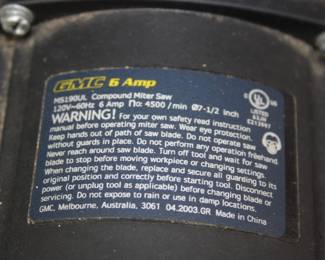 GMC 6 Amp
MS190UL Compound Miter Saw
120V~60Hz 6 Amp no: 4500 /min ø7-1/2 inch
WARNING! For your own safety read instruction
manual before operating miter saw. Wear eye protection.
Keep hands out of path of saw blade. Do not operate saw
without guards in place. Do not perform any operation freehand
Never reach around saw blade. Turn off tool and wait for saw
blade to stop before moving workpiece or changing settings.
When changing the blade, replace and secure all guarding to its
original position and correctly before starting tool. Disconnect
power (or unplug tool as applicable) before changing blade or
servicing. Do not expose to rain or use in damp locations.
GMC, Melbourne, Australia, 3061 04.2003.GR Made in China
UL
LISTED